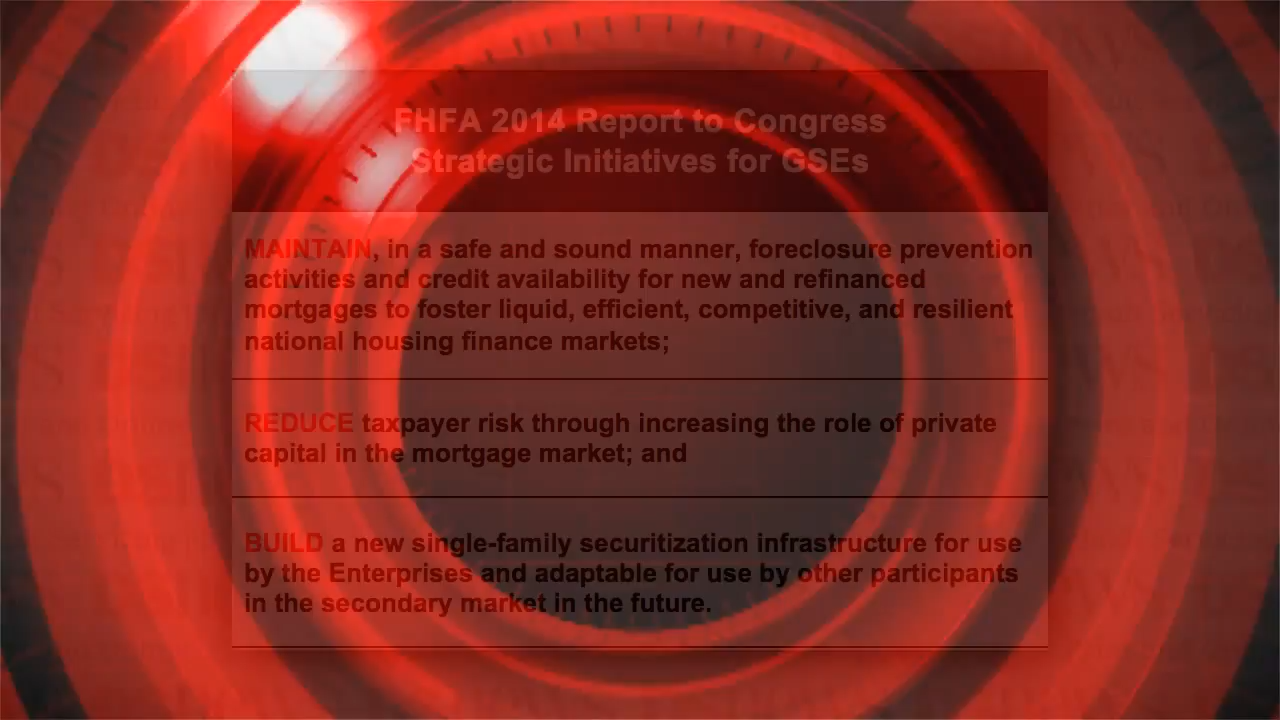 FHFA 2014 Report to Congress
Strategic Initiatives for GSEs
MAINTAIN, in a safe and sound manner, foreclosure prevention
activities and credit availability for new and refinanced
mortgages to foster liquid, efficient, competitive, and resilient
national housing finance markets;
REDUCE taxpayer risk through increasing the role of private
capital in the mortgage market; and
BUILD a new single-family securitization infrastructure for use
by the Enterprises and adaptable for use by other participants
in the secondary market in the future.